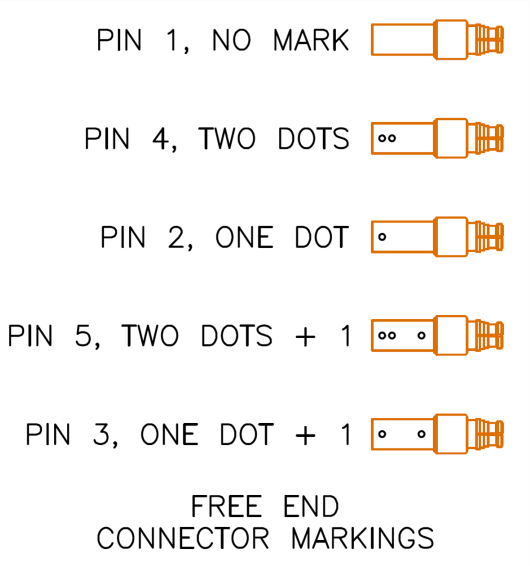 PIN 1, NO MARK
PIN 4, TWO DOTS
PIN 2, ONE DOT
PIN 5, TWO DOTS + 1
PIN 3, ONE DOT + 1
FREE END
CONNECTOR MARKINGS